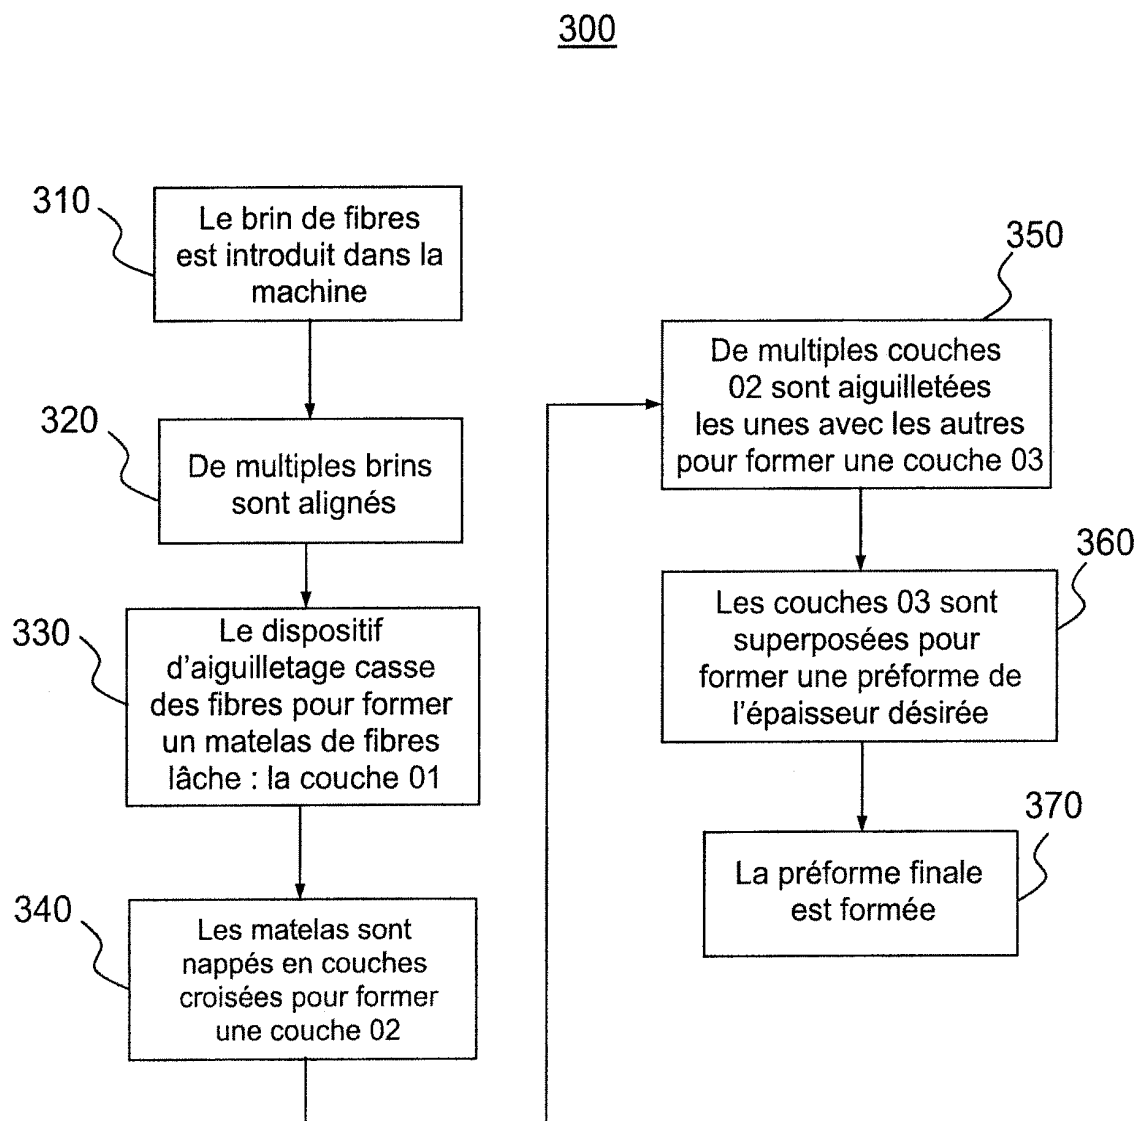 300
310
Le brin de fibres
est introduit dans la
machine
320
De multiples brins
sont alignés
330
Le dispositif
d'aiguilletage casse
des fibres pour former
un matelas de fibres
lâche : la couche 01
340
Les matelas sont
nappés en couches
croisées pour former
une couche 02
350
De multiples couches
02 sont aiguilletées
les unes avec les autres
pour former une couche 03
360
Les couches 03 sont
superposées pour
former une préforme de
l'épaisseur désirée
370
La préforme finale
est formée